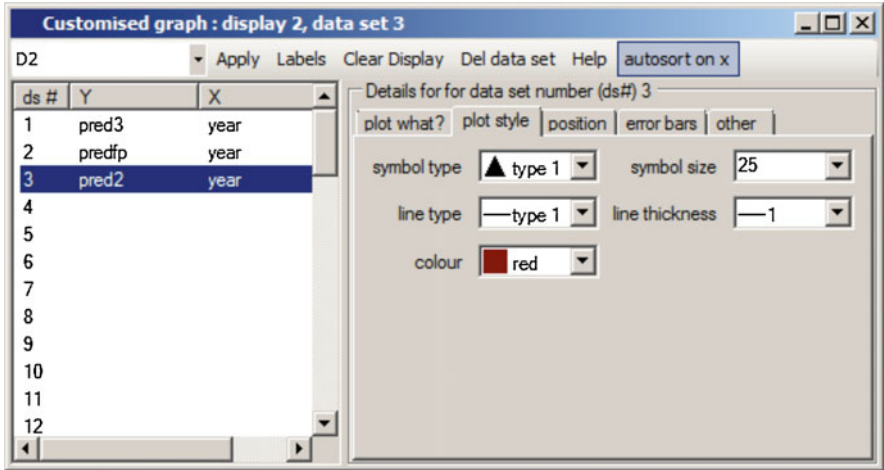 Customised graph : display 2, data set 3
D2 Apply Labels Clear Display Del data set Help autosort on x
ds # Y X
1 pred3 year
2 predfp year
3 pred2 year
4
5
6
7
8
9
10
11
12
Details for for data set number (ds#) 3
plot what? plot style position error bars other
symbol type type 1 symbol size 25
line type type 1 line thickness 1
colour red